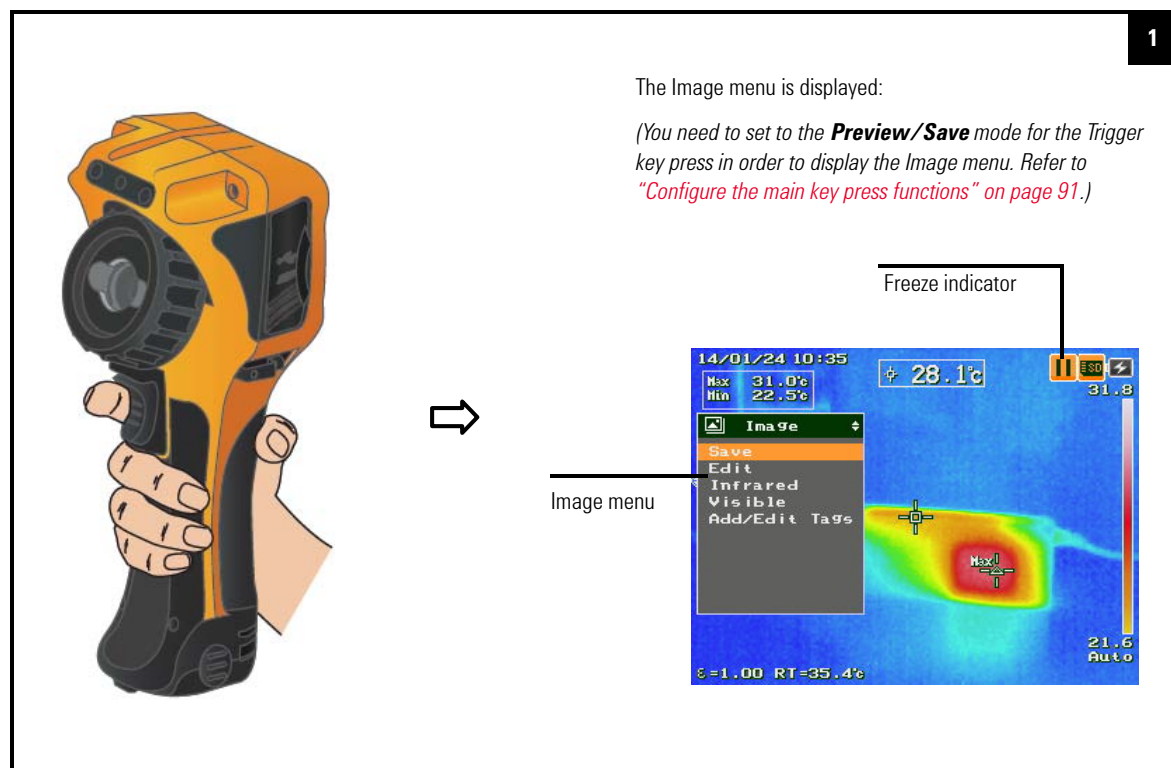 1
The Image menu is displayed:
(You need to set to the Preview/Save mode for the Trigger
key press in order to display the Image menu. Refer to
“Configure the main key press functions” on page 91.)
Freeze indicator
14/01/24 10:35
28.1°c
SD
Max 31.0°c
Min 22.5°c
31.8
Image
Save
Edit
Infrared
Visible
Add/Edit Tags
Image menu
Max
21.6
Auto
ε=1.00 RT=35.4°c